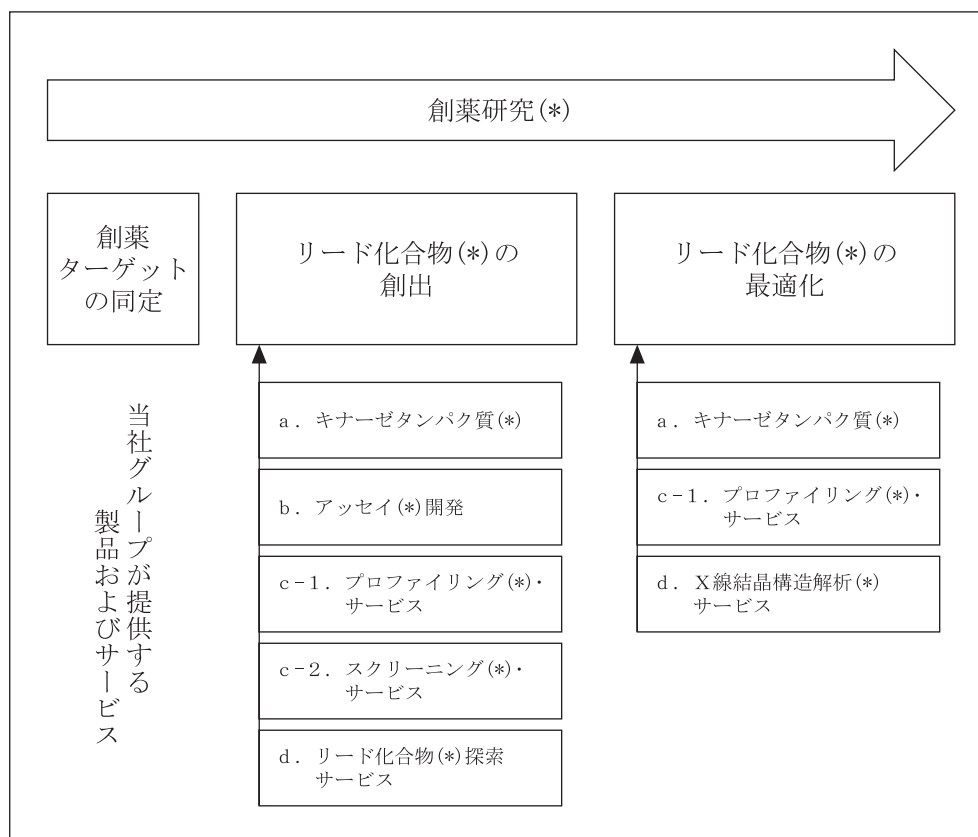 創薬研究(*)
創薬
ターゲット
の同定
リード化合物(*)の
創出
リード化合物(*)の
最適化
当社グループが提供する
製品およびサービス
a．キナーゼタンパク質(*)
b．アッセイ(*)開発
c-1．プロファイリング(*)・
サービス
c-2．スクリーニング(*)・
サービス
d．リード化合物(*)探索
サービス
a．キナーゼタンパク質(*)
c-1．プロファイリング(*)・
サービス
d．Ｘ線結晶構造解析(*)
サービス